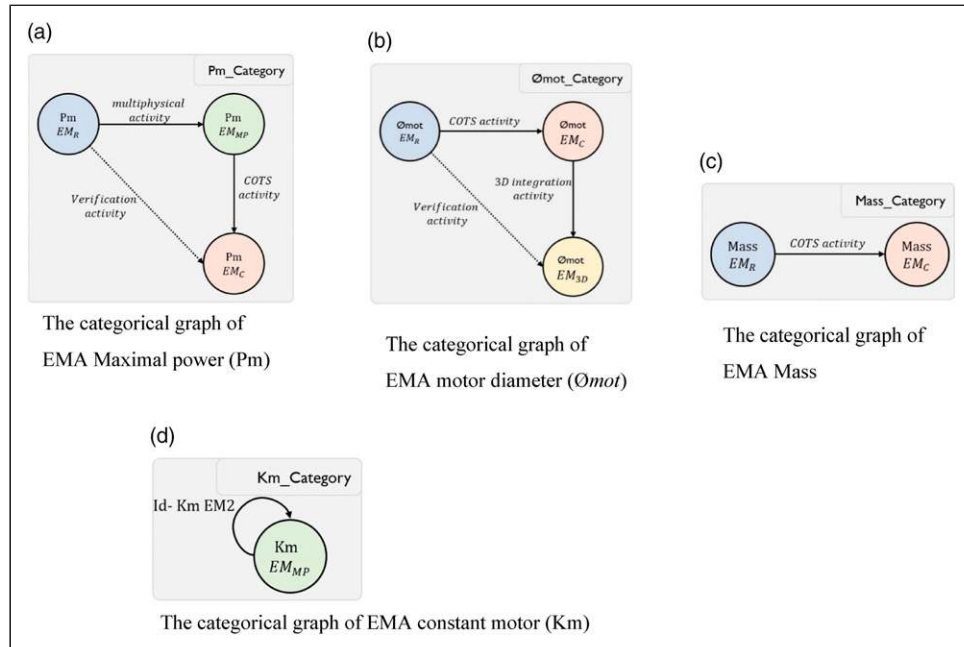 (a)
Pm_Category
Pm
EM_R
multiphysical
activity
Pm
EM_MP
Verification
activity
COTS
activity
Pm
EM_C
The categorical graph of
EMA Maximal power (Pm)
(b)
Ømot_Category
Ømot
EM_R
COTS activity
Ømot
EM_C
3D integration
activity
Verification
activity
Ømot
EM_3D
The categorical graph of
EMA motor diameter (Ømot)
(c)
Mass_Category
Mass
EM_R
COTS activity
Mass
EM_C
The categorical graph of
EMA Mass
(d)
Km_Category
Id- Km EM2
Km
EM_MP
The categorical graph of EMA constant motor (Km)